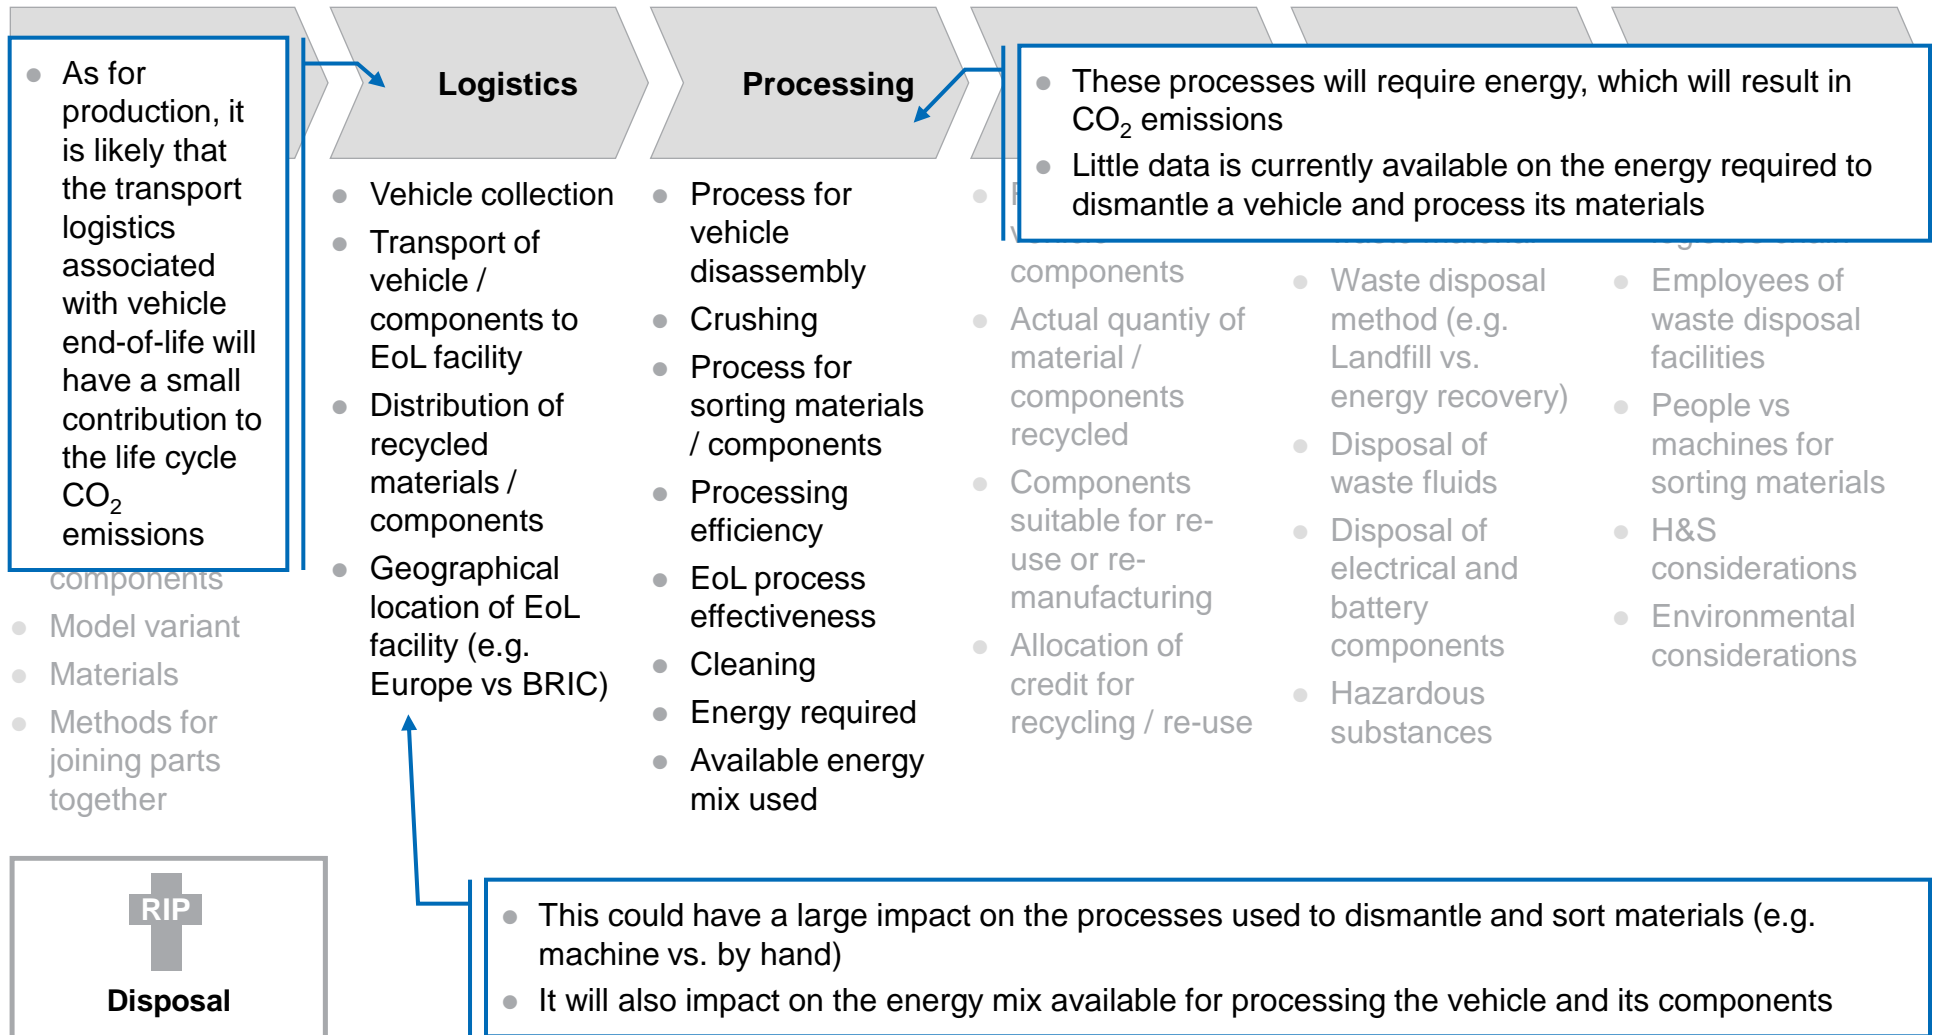 ● As for
production, it
is likely that
the transport
logistics
associated
with vehicle
end-of-life will
have a small
contribution to
the life cycle
CO₂
emissions
components
● Model variant
● Materials
● Methods for
joining parts
together
Logistics
● Vehicle collection
● Transport of
vehicle /
components to
EoL facility
● Distribution of
recycled
materials /
components
● Geographical
location of EoL
facility (e.g.
Europe vs BRIC)
Processing
● Process for
vehicle
disassembly
● Crushing
● Process for
sorting materials
/ components
● Processing
efficiency
● EoL process
effectiveness
● Cleaning
● Energy required
● Available energy
mix used
● These processes will require energy, which will result in
CO₂ emissions
● Little data is currently available on the energy required to
dismantle a vehicle and process its materials
components
● Actual quantiy of
material /
components
recycled
● Components
suitable for re-
use or re-
manufacturing
● Allocation of
credit for
recycling / re-use
● Waste disposal
method (e.g.
Landfill vs.
energy recovery)
● Disposal of
waste fluids
● Disposal of
electrical and
battery
components
● Hazardous
substances
● Employees of
waste disposal
facilities
● People vs
machines for
sorting materials
● H&S
considerations
● Environmental
considerations
RIP
Disposal
● This could have a large impact on the processes used to dismantle and sort materials (e.g.
machine vs. by hand)
● It will also impact on the energy mix available for processing the vehicle and its components